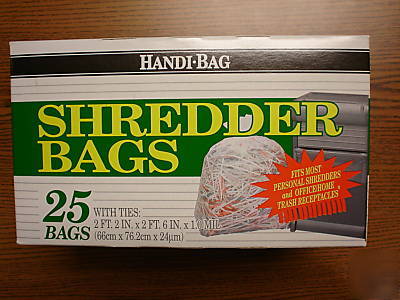 HANDI·BAG
SHREDDER
BAGS
FITS MOST
PERSONAL SHREDDERS
and OFFICE/HOME
TRASH RECEPTACLES
25
BAGS
WITH TIES:
2 FT. 2 IN. x 2 FT. 6 IN. x 1.0 MIL
(66cm x 76.2cm x 24µm)